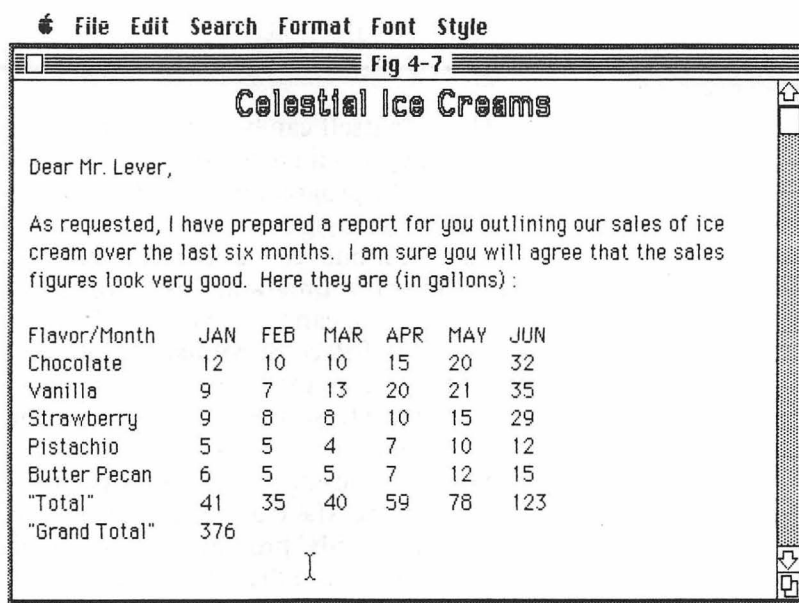 File Edit Search Format Font Style
Fig 4-7
Celestial Ice Creams
Dear Mr. Lever,
As requested, I have prepared a report for you outlining our sales of ice
cream over the last six months. I am sure you will agree that the sales
figures look very good. Here they are (in gallons) :
Flavor/Month JAN FEB MAR APR MAY JUN
Chocolate 12 10 10 15 20 32
Vanilla 9 7 13 20 21 35
Strawberry 9 8 8 10 15 29
Pistachio 5 5 4 7 10 12
Butter Pecan 6 5 5 7 12 15
"Total" 41 35 40 59 78 123
"Grand Total" 376